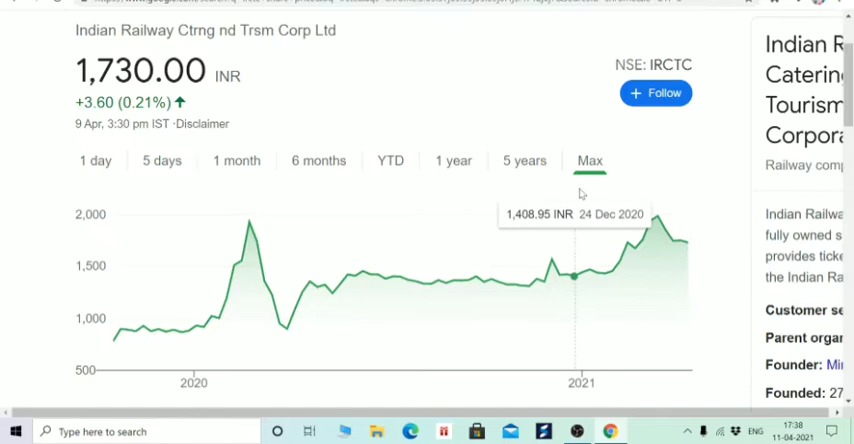 Indian Railway Ctrng nd Trsm Corp Ltd
1,730.00 INR
+3.60 (0.21%)
9 Apr, 3:30 pm IST ·Disclaimer
NSE: IRCTC
+ Follow
1 day 5 days 1 month 6 months YTD 1 year 5 years Max
1,408.95 INR 24 Dec 2020
2,000
1,500
1,000
500
2020 2021
Indian R
Caterin
Tourism
Corpora
Railway comp
Indian Railwa
fully owned s
provides ticke
the Indian Ra
Customer se
Parent organ
Founder: Min
Founded: 27
Type here to search
ENG
17:38
11-04-2021